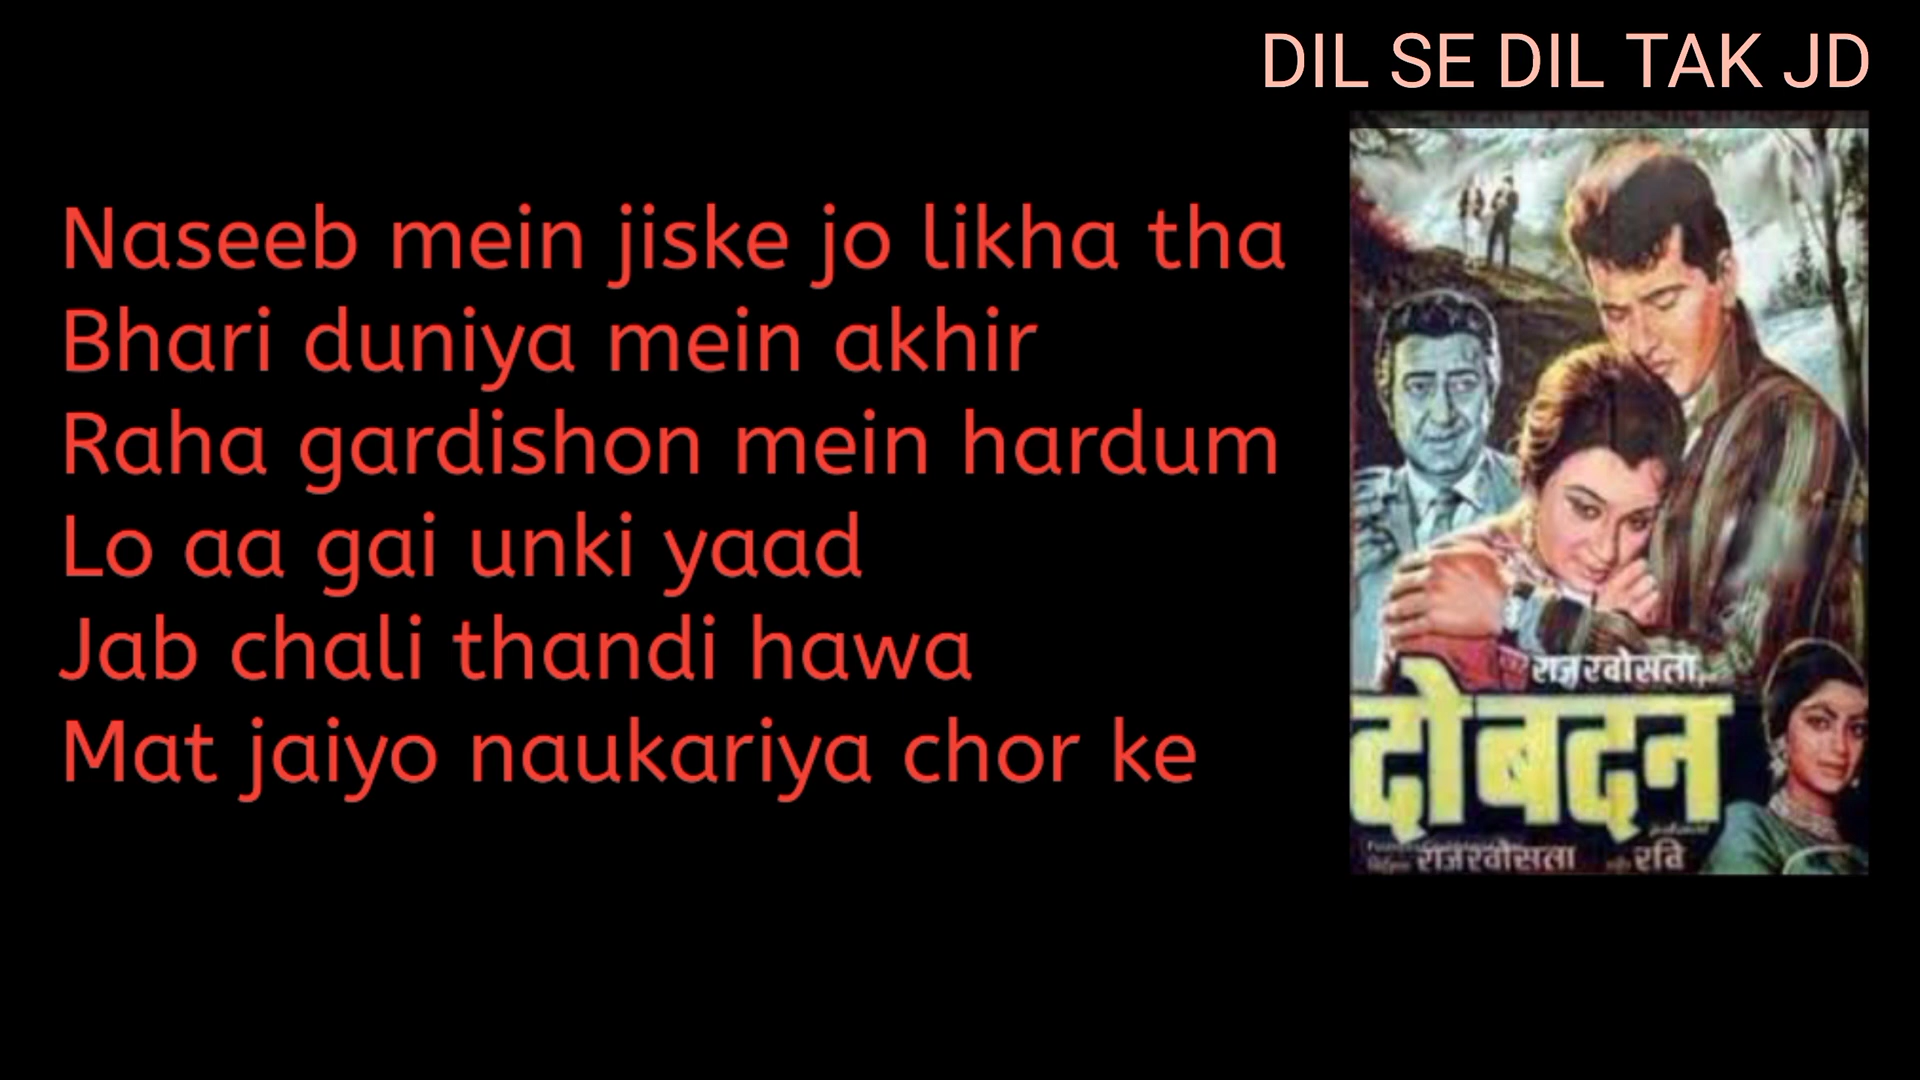 DIL SE DIL TAK JD
Naseeb mein jiske jo likha tha
Bhari duniya mein akhir
Raha gardishon mein hardum
Lo aa gai unki yaad
Jab chali thandi hawa
Mat jaiyo naukariya chor ke
राज खोसला
दो बदन
राज खोसला
रवि